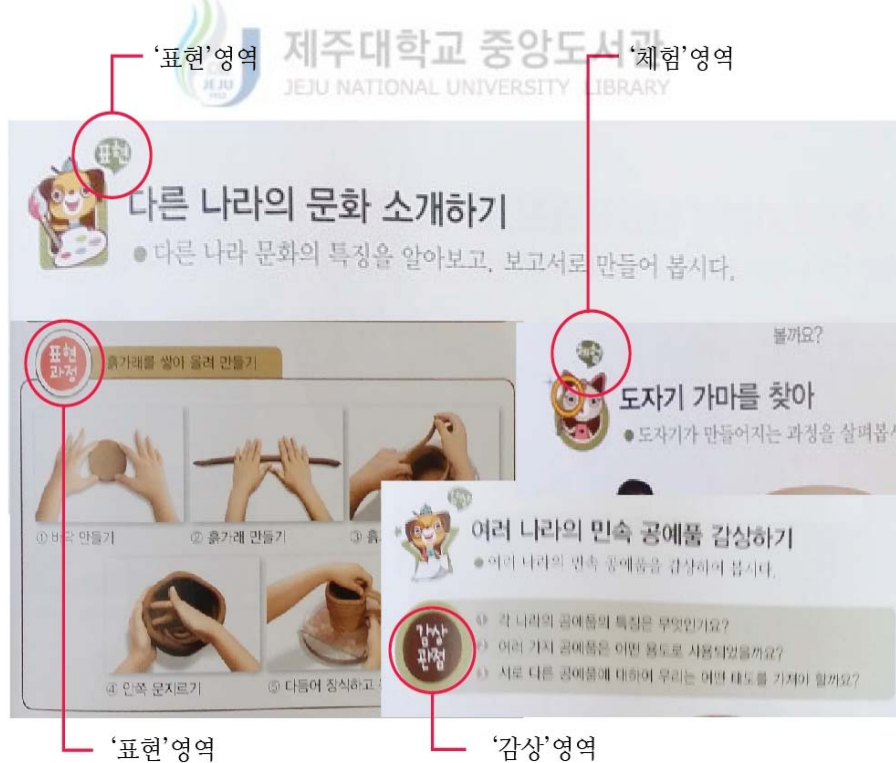 '표현'영역
제주대학교 중앙도서관
'체험'영역
JEJU NATIONAL UNIVERSITY LIBRARY
JEJU
1952
표현
다른 나라의 문화 소개하기
● 다른 나라 문화의 특징을 알아보고, 보고서로 만들어 봅시다.
표현
과정
흙가래를 쌓아 올려 만들기
① 바닥 만들기
② 흙가래 만들기
③
④ 안쪽 문지르기
⑤ 다듬어 장식하고
볼까요?
체험
도자기 가마를 찾아
● 도자기가 만들어지는 과정을 살펴봅
감상
여러 나라의 민속 공예품 감상하기
● 여러 나라의 민속 공예품을 감상하여 봅시다.
감상
관점
각 나라의 공예품의 특징은 무엇인가요?
여러 가지 공예품은 어떤 용도로 사용되었을까요?
서로 다른 공예품에 대하여 우리는 어떤 태도를 가져야 할까요?
'표현'영역
'감상'영역